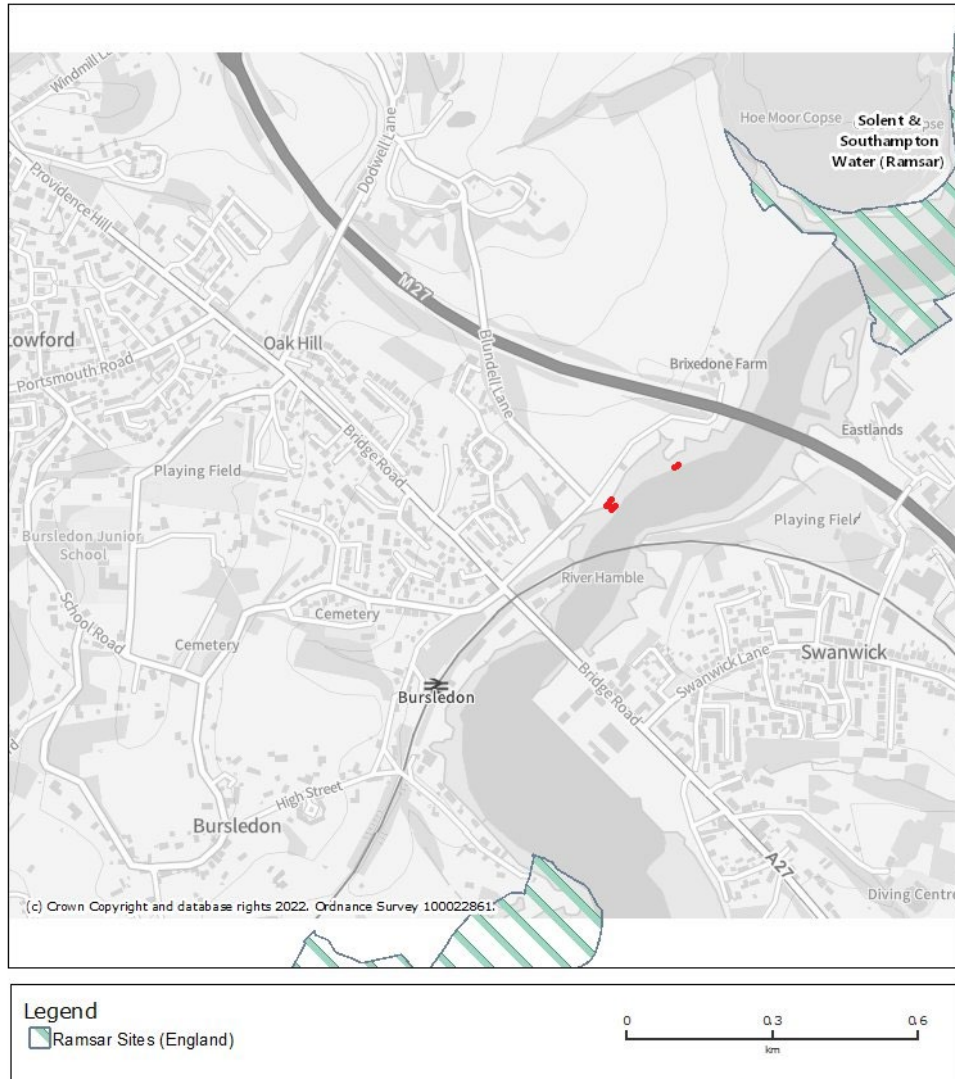 Windmill La
Hoe Moor Copse
Solent &
Southampton
Water (Ramsar)
Dodwell Lane
Providence Hill
M27
Lowford
Oak Hill
Blundell Lane
Brixedone Farm
Portsmouth Road
Eastlands
Bridge Road
Playing Field
Playing Field
Bursledon Junior
School
River Hamble
School Road
Cemetery
Cemetery
Swanwick Lane
Swanwick
Bridge Road
Bursledon
High Street
Bursledon
A27
Diving Centre
(c) Crown Copyright and database rights 2022. Ordnance Survey 100022861.
Legend
Ramsar Sites (England)
0 0.3 0.6
km